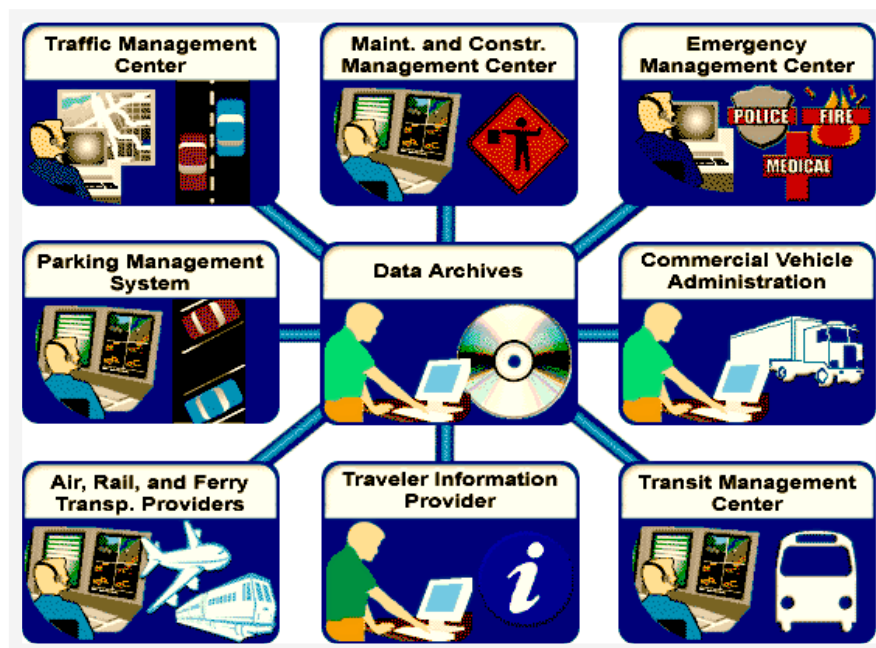 Traffic Management
Center
Maint. and Constr.
Management Center
Emergency
Management Center
POLICE
FIRE
MEDICAL
Parking Management
System
Data Archives
Commercial Vehicle
Administration
Air, Rail, and Ferry
Transp. Providers
Traveler Information
Provider
i
Transit Management
Center